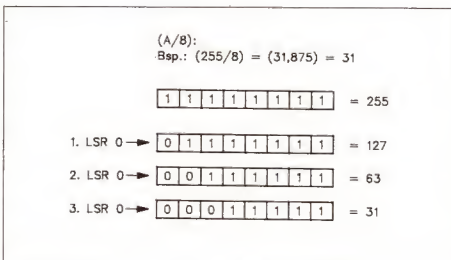 (A/8):
Bsp.: (255/8) = (31,875) = 31
1 1 1 1 1 1 1 1 = 255
1. LSR 0 → 0 1 1 1 1 1 1 1 = 127
2. LSR 0 → 0 0 1 1 1 1 1 1 = 63
3. LSR 0 → 0 0 0 1 1 1 1 1 = 31